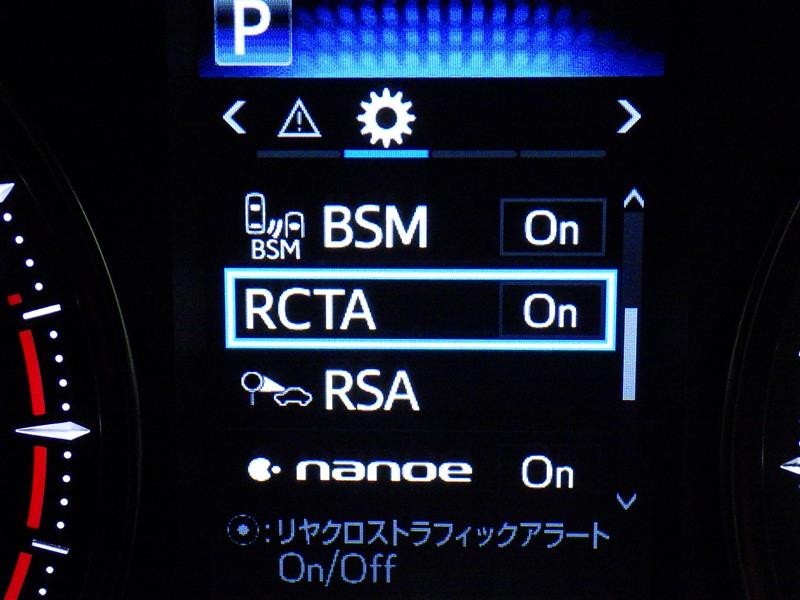 P
BSM BSM On
RCTA On
RSA
nanoe On
:リヤクロストラフィックアラート
On/Off